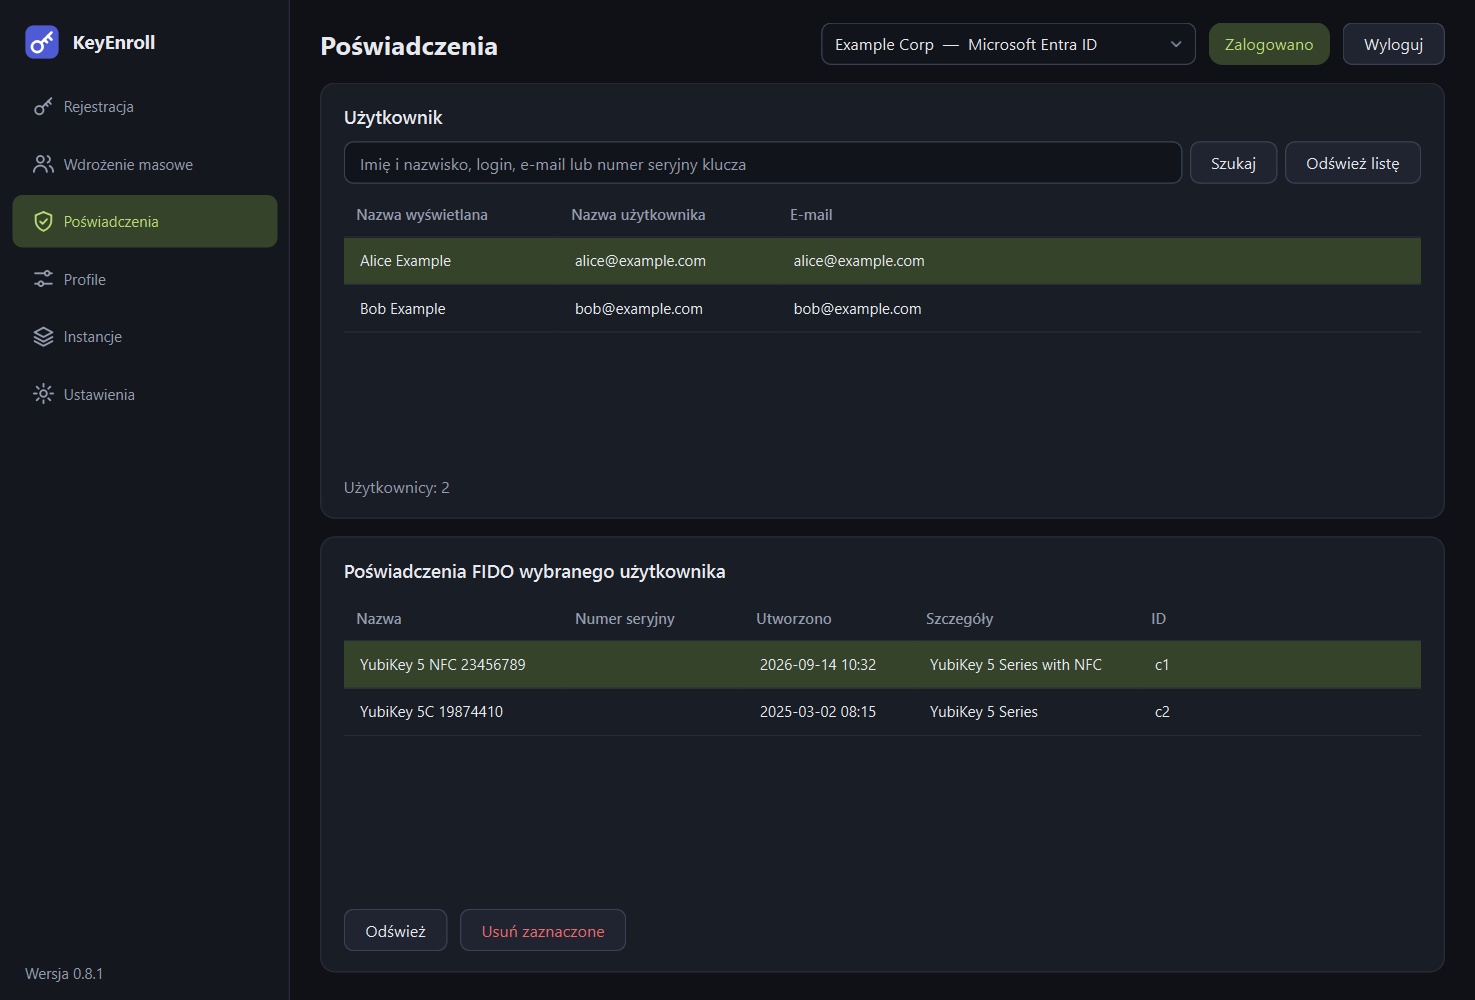 KeyEnroll
Rejestracja
Wdrożenie masowe
Poświadczenia
Profile
Instancje
Ustawienia
Wersja 0.8.1
Poświadczenia
Example Corp — Microsoft Entra ID
Zalogowano
Wyloguj
Użytkownik
Imię i nazwisko, login, e-mail lub numer seryjny klucza
Szukaj
Odśwież listę
Nazwa wyświetlana Nazwa użytkownika E-mail
Alice Example alice@example.com alice@example.com
Bob Example bob@example.com bob@example.com
Użytkownicy: 2
Poświadczenia FIDO wybranego użytkownika
Nazwa Numer seryjny Utworzono Szczegóły ID
YubiKey 5 NFC 23456789 2026-09-14 10:32 YubiKey 5 Series with NFC c1
YubiKey 5C 19874410 2025-03-02 08:15 YubiKey 5 Series c2
Odśwież
Usuń zaznaczone